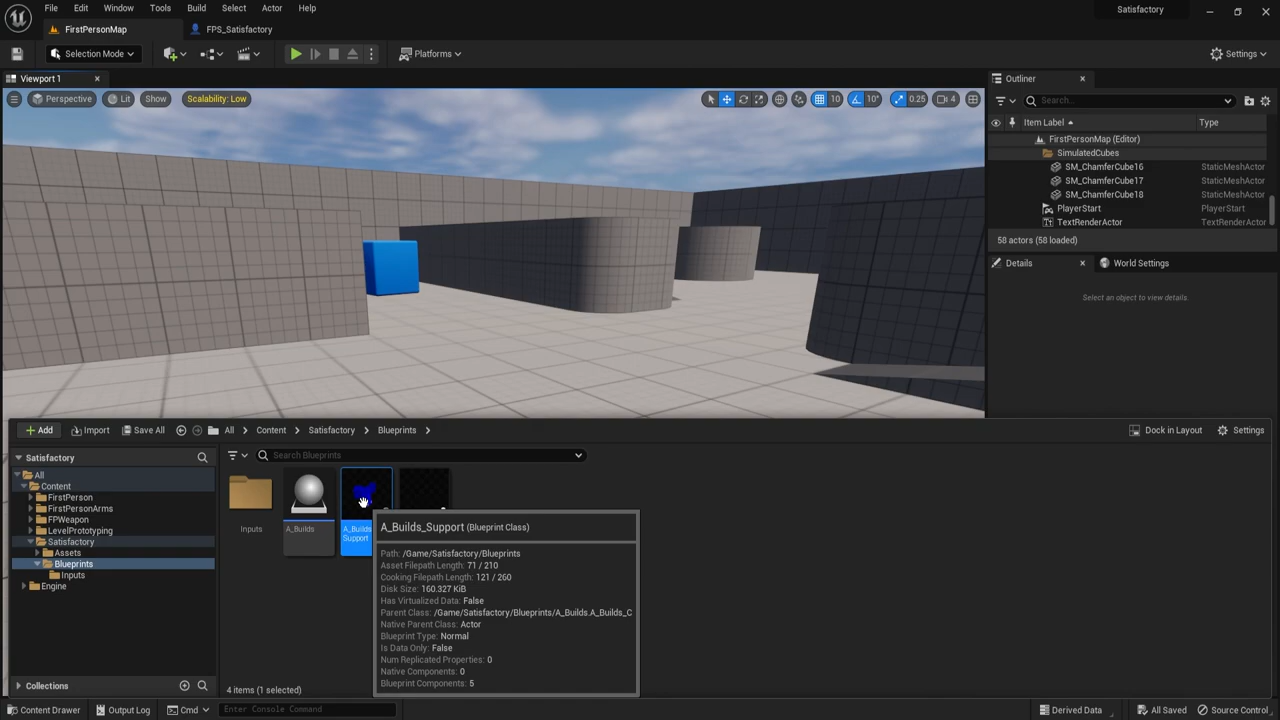 File Edit Window Tools Build Select Actor Help
Satisfactory
FirstPersonMap FPS_Satisfactory
Selection Mode Platforms Settings
Viewport 1
Outliner
Perspective Lit Show Scalability: Low 10 10° 0.25 4
Search...
Item Label Type
FirstPersonMap (Editor)
SimulatedCubes
SM_ChamferCube16 StaticMeshActor
SM_ChamferCube17 StaticMeshActor
SM_ChamferCube18 StaticMeshActor
PlayerStart PlayerStart
TextRenderActor TextRenderActor
58 actors (58 loaded)
Details World Settings
Select an object to view details.
Add Import Save All All Content Satisfactory Blueprints Dock in Layout Settings
Satisfactory
Search Blueprints
All
Content
FirstPerson
FirstPersonArms
FPWeapon
LevelPrototyping
Satisfactory
Assets
Blueprints
Inputs
Engine
Collections
Inputs
A_Builds
A_Builds_
Support
A_Builds_Support (Blueprint Class)
Path: /Game/Satisfactory/Blueprints
Asset Filepath Length: 71 / 210
Cooking Filepath Length: 121 / 260
Disk Size: 160.327 KiB
Has Virtualized Data: False
Parent Class: /Game/Satisfactory/Blueprints/A_Builds.A_Builds_C
Native Parent Class: Actor
Blueprint Type: Normal
Is Data Only: False
Num Replicated Properties: 0
Native Components: 0
Blueprint Components: 5
4 items (1 selected)
Content Drawer Output Log Cmd Enter Console Command Derived Data All Saved Source Control